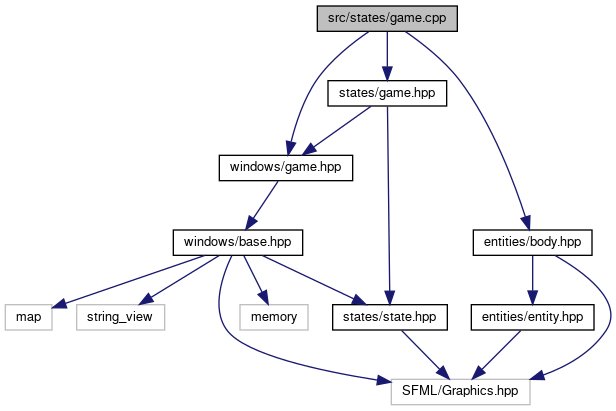 src/states/game.cpp
states/game.hpp
windows/game.hpp
windows/base.hpp
entities/body.hpp
map
string_view
memory
states/state.hpp
entities/entity.hpp
SFML/Graphics.hpp